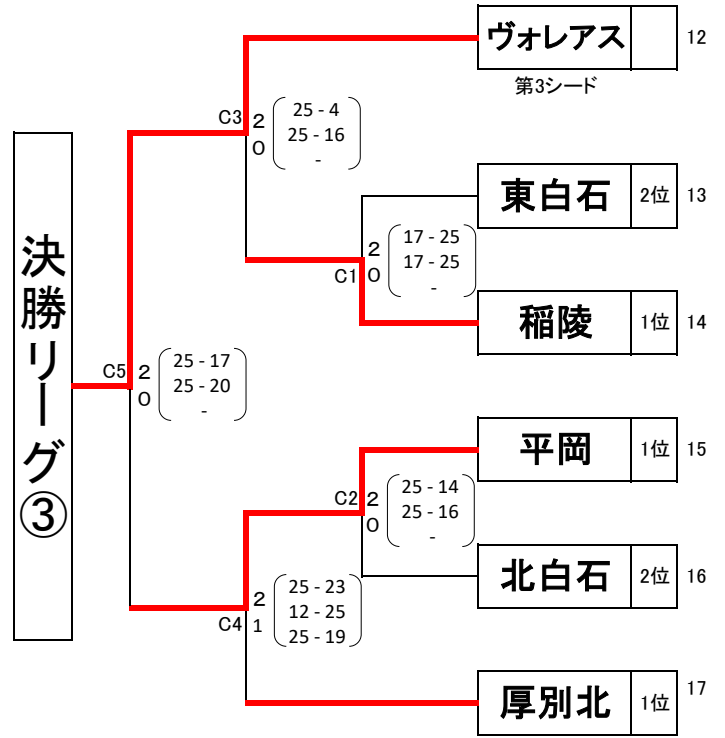 ヴォレアス 12
第3シード
C3 2 25 - 4
25 - 16
0 -
東白石 2位 13
2 17 - 25
17 - 25
C1 0 -
稲陵 1位 14
決勝リーグ③
C5 2 25 - 17
25 - 20
0 -
平岡 1位 15
C2 2 25 - 14
25 - 16
0 -
北白石 2位 16
2 25 - 23
12 - 25
C4 1 25 - 19
厚別北 1位 17